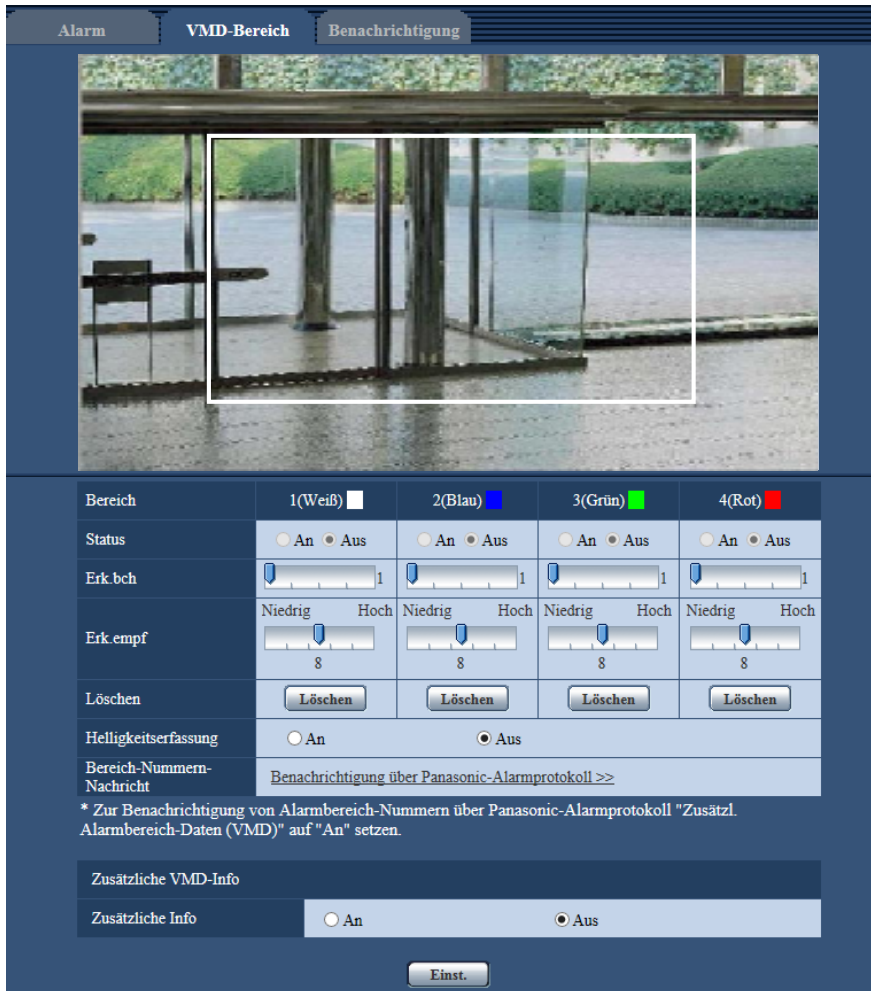 Alarm VMD-Bereich Benachrichtigung
Bereich 1(Weiß) 2(Blau) 3(Grün) 4(Rot)
Status An Aus An Aus An Aus An Aus
Erk.bch 1 1 1 1
Niedrig Hoch Niedrig Hoch Niedrig Hoch Niedrig Hoch
Erk.empf
8 8 8 8
Löschen Löschen Löschen Löschen Löschen
Helligkeitserfassung An Aus
Bereich-Nummern-
Nachricht Benachrichtigung über Panasonic-Alarmprotokoll >>
* Zur Benachrichtigung von Alarmbereich-Nummern über Panasonic-Alarmprotokoll "Zusätzl.
Alarmbereich-Daten (VMD)" auf "An" setzen.
Zusätzliche VMD-Info
Zusätzliche Info An Aus
Einst.